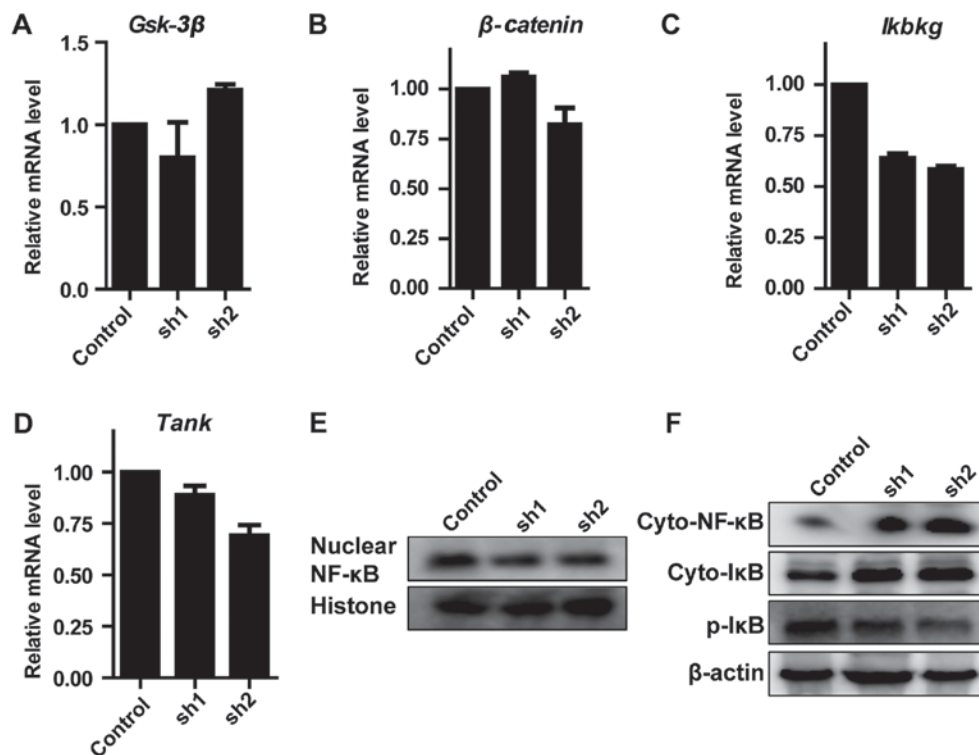 A
Gsk-3β
Relative mRNA level
1.5
1.0
0.5
0.0
Control
sh1
sh2
B
β-catenin
Relative mRNA level
1.00
0.75
0.50
0.25
0.00
Control
sh1
sh2
C
Ikbkg
Relative mRNA level
1.00
0.75
0.50
0.25
0.00
Control
sh1
sh2
D
Tank
Relative mRNA level
1.00
0.75
0.50
0.25
0.00
Control
sh1
sh2
E
Control
sh1
sh2
Nuclear
NF-κB
Histone
F
Control
sh1
sh2
Cyto-NF-κB
Cyto-IκB
p-IκB
β-actin